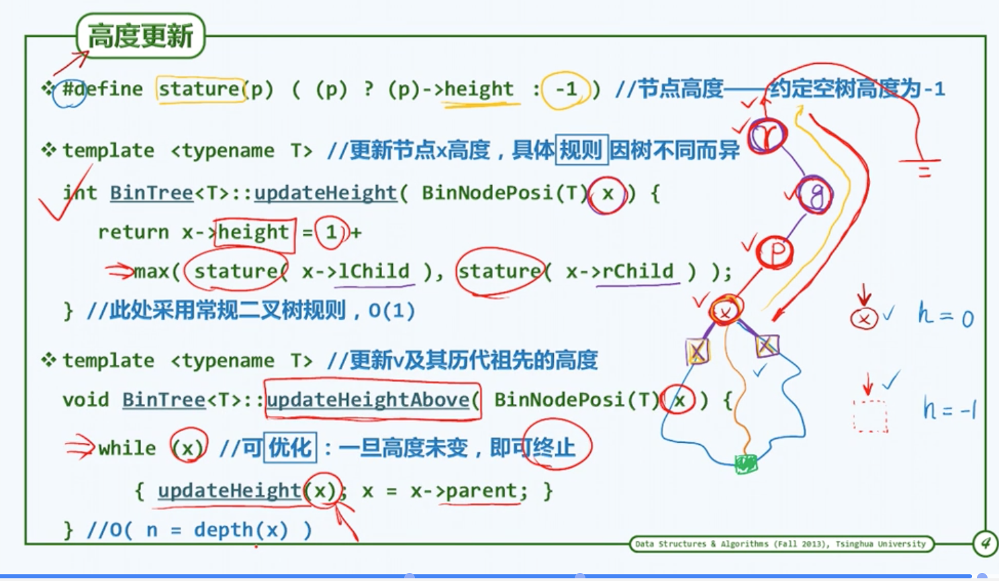 高度更新
#define stature(p) ( (p) ? (p)->height : -1 ) //节点高度——约定空树高度为-1
template <typename T> //更新节点x高度，具体规则因树不同而异
int BinTree<T>::updateHeight( BinNodePosi(T) x ) {
return x->height = 1 +
max( stature( x->lChild ), stature( x->rChild ) );
} //此处采用常规二叉树规则，O(1)
template <typename T> //更新v及其历代祖先的高度
void BinTree<T>::updateHeightAbove( BinNodePosi(T) x ) {
while (x) //可优化：一旦高度未变，即可终止
{ updateHeight(x); x = x->parent; }
} //O( n = depth(x) )
r
g
p
x
x h = 0
h = -1
Data Structures & Algorithms (Fall 2013), Tsinghua University
4